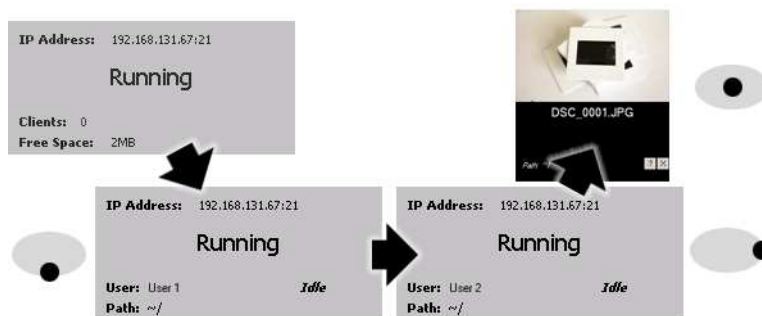 IP Address: 192.168.131.67:21
Running
Clients: 0
Free Space: 2MB
DSC_0001.JPG
Path ~/
? X
IP Address: 192.168.131.67:21
Running
User: User 1 Idle
Path: ~/
IP Address: 192.168.131.67:21
Running
User: User 2 Idle
Path: ~/